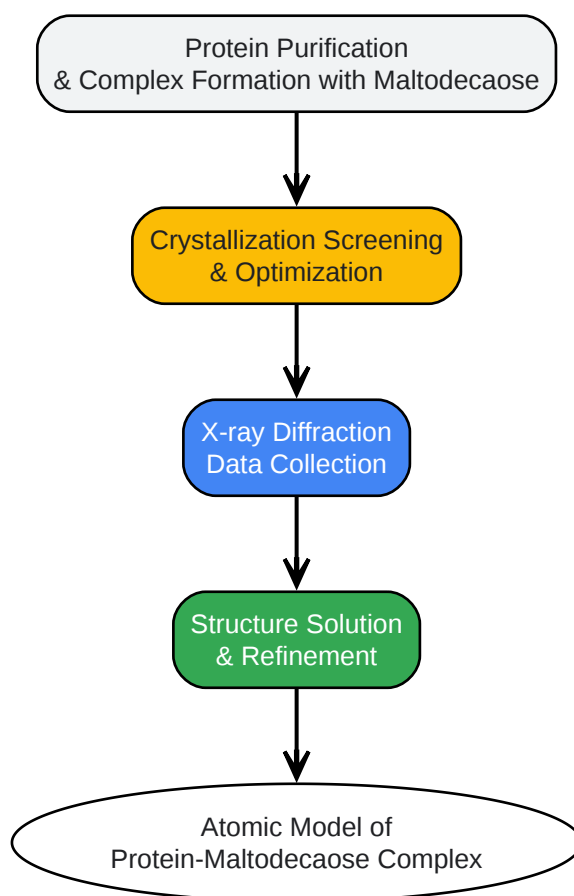 Protein Purification
& Complex Formation with Maltodecaose
Crystallization Screening
& Optimization
X-ray Diffraction
Data Collection
Structure Solution
& Refinement
Atomic Model of
Protein-Maltodecaose Complex